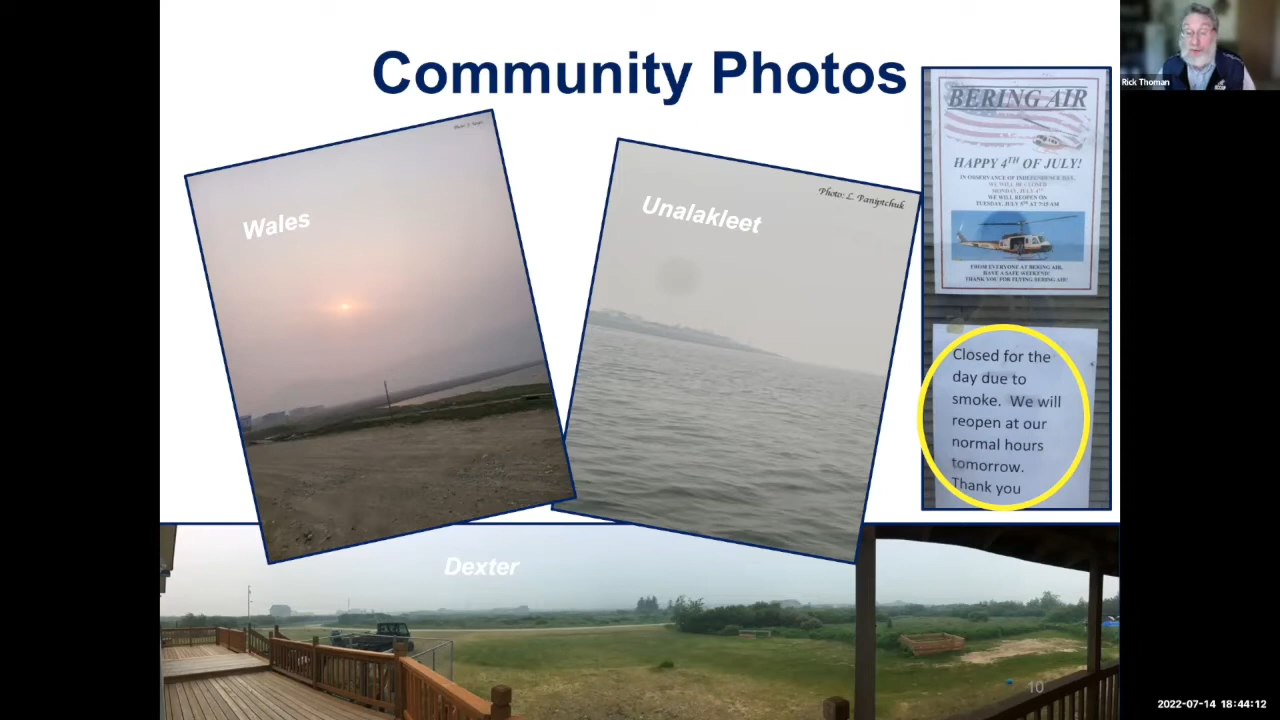 Community Photos
Rick Thoman
Wales
Unalakleet
Photo: L. Paniptchuk
BERING AIR
HAPPY 4TH OF JULY!
IN OBSERVANCE OF INDEPENDENCE DAY,
WE WILL BE CLOSED
MONDAY, JULY 4TH
WE WILL REOPEN ON
TUESDAY, JULY 5TH AT 7:15 AM
FROM EVERYONE AT BERING AIR,
HAVE A SAFE WEEKEND!
THANK YOU FOR FLYING BERING AIR!
Closed for the
day due to
smoke. We will
reopen at our
normal hours
tomorrow.
Thank you
Dexter
10
2022-07-14 18:44:12